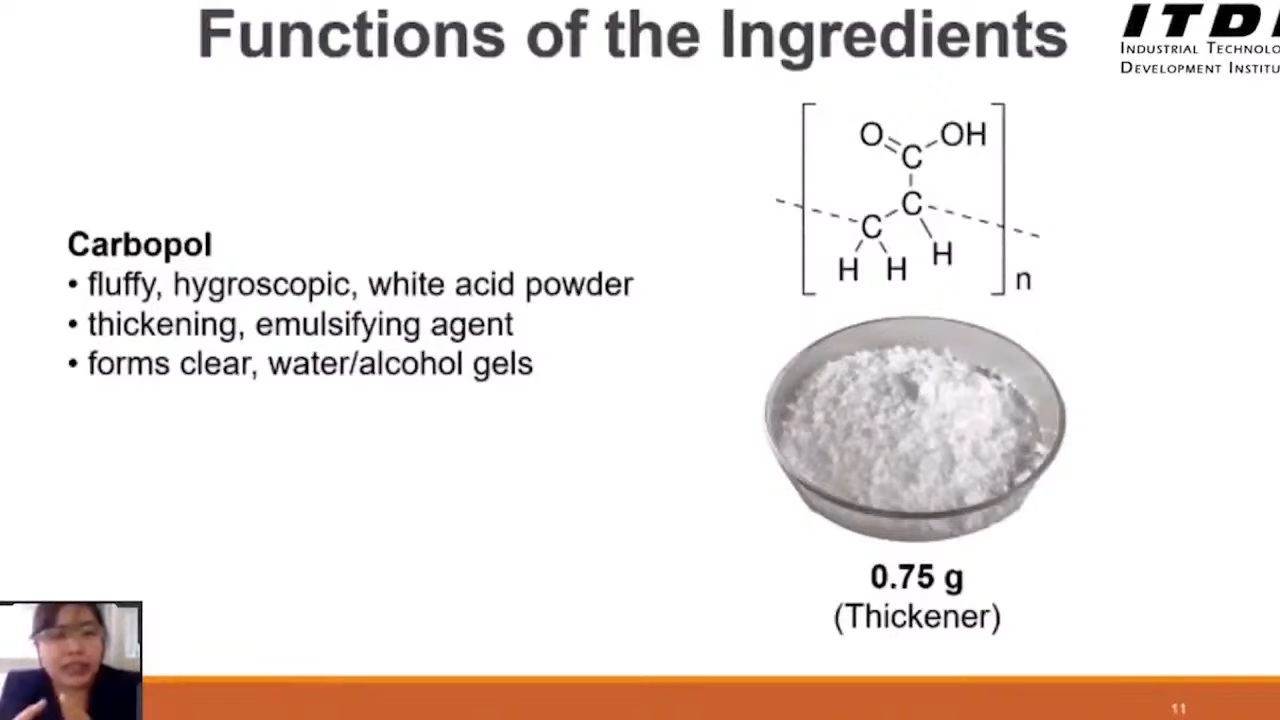 Functions of the Ingredients
ITDI
INDUSTRIAL TECHNOLO
DEVELOPMENT INSTITU
O OH
C
C
C
H H H
n
Carbopol
• fluffy, hygroscopic, white acid powder
• thickening, emulsifying agent
• forms clear, water/alcohol gels
0.75 g
(Thickener)
11